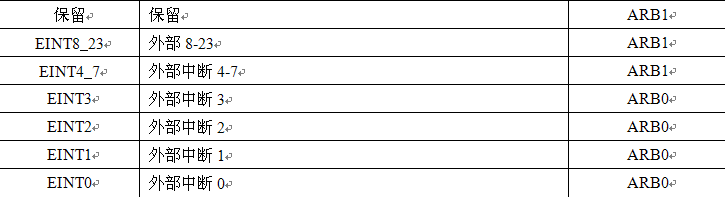 保留 保留 ARB1
EINT8_23 外部 8-23 ARB1
EINT4_7 外部中断 4-7 ARB1
EINT3 外部中断 3 ARB0
EINT2 外部中断 2 ARB0
EINT1 外部中断 1 ARB0
EINT0 外部中断 0 ARB0